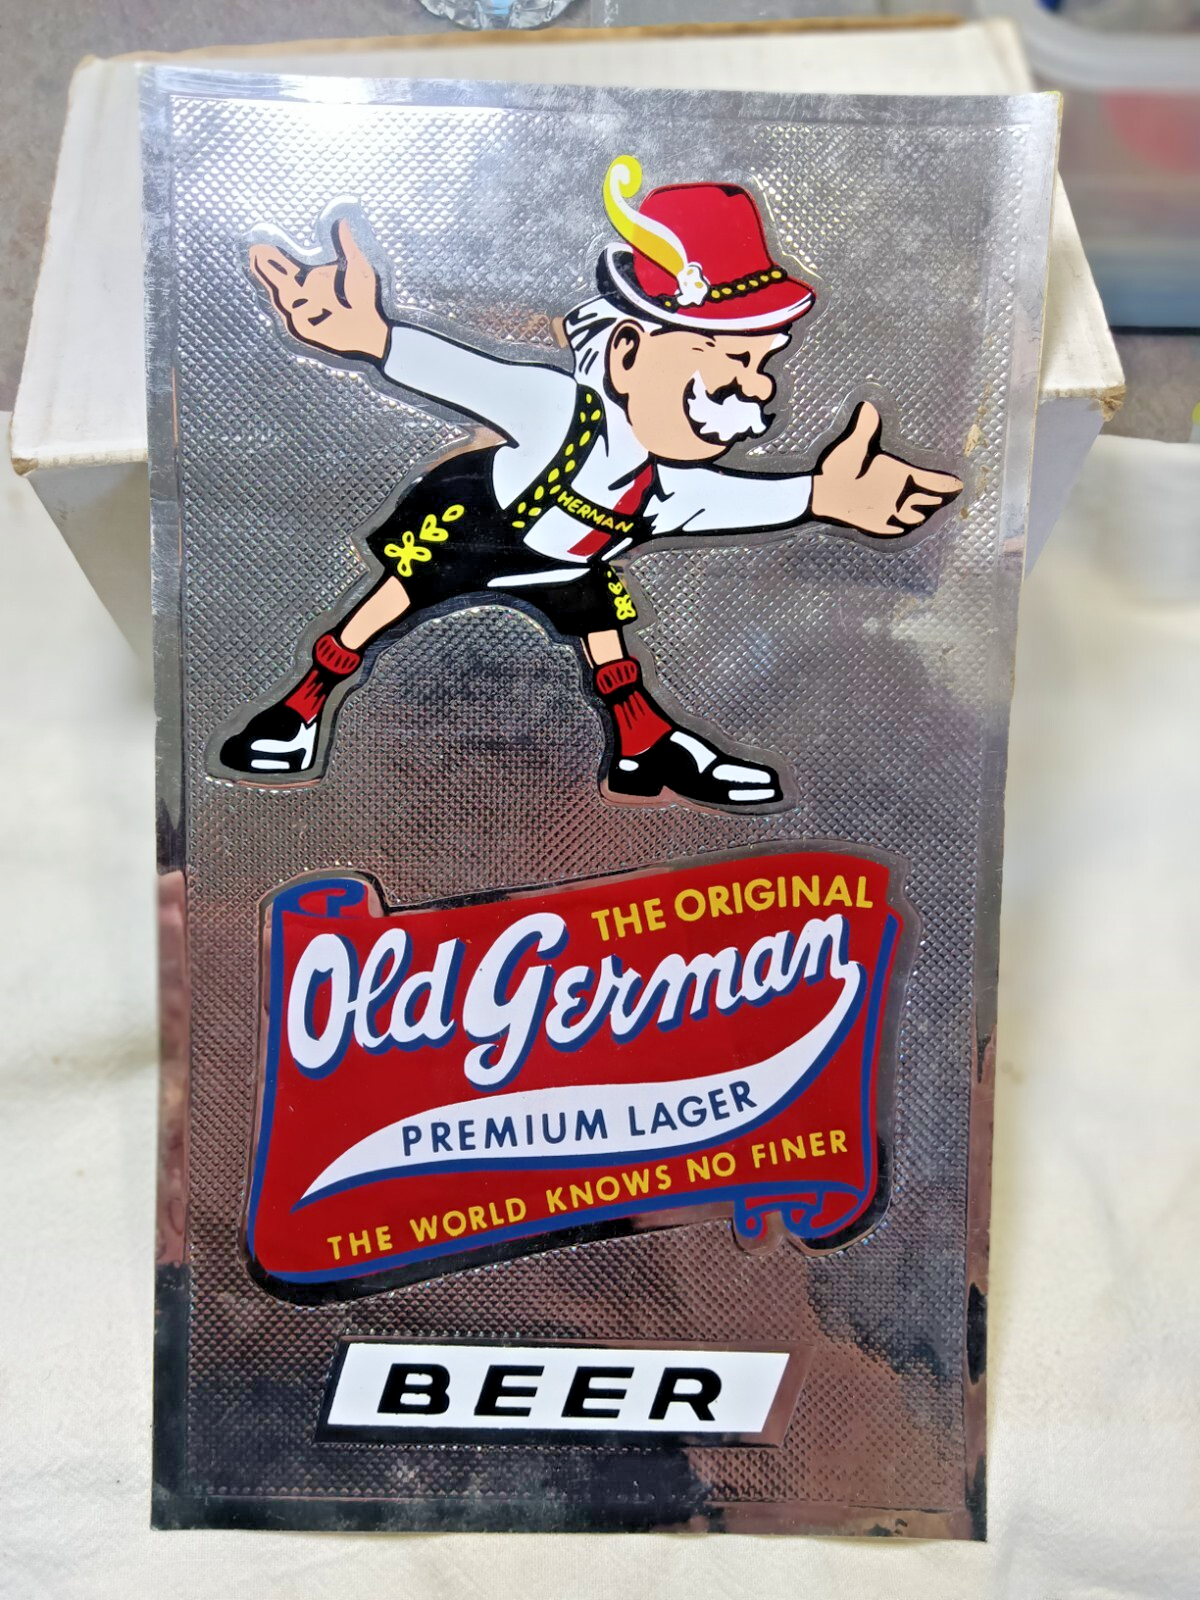 HERMAN
THE ORIGINAL
Old German
PREMIUM LAGER
THE WORLD KNOWS NO FINER
BEER